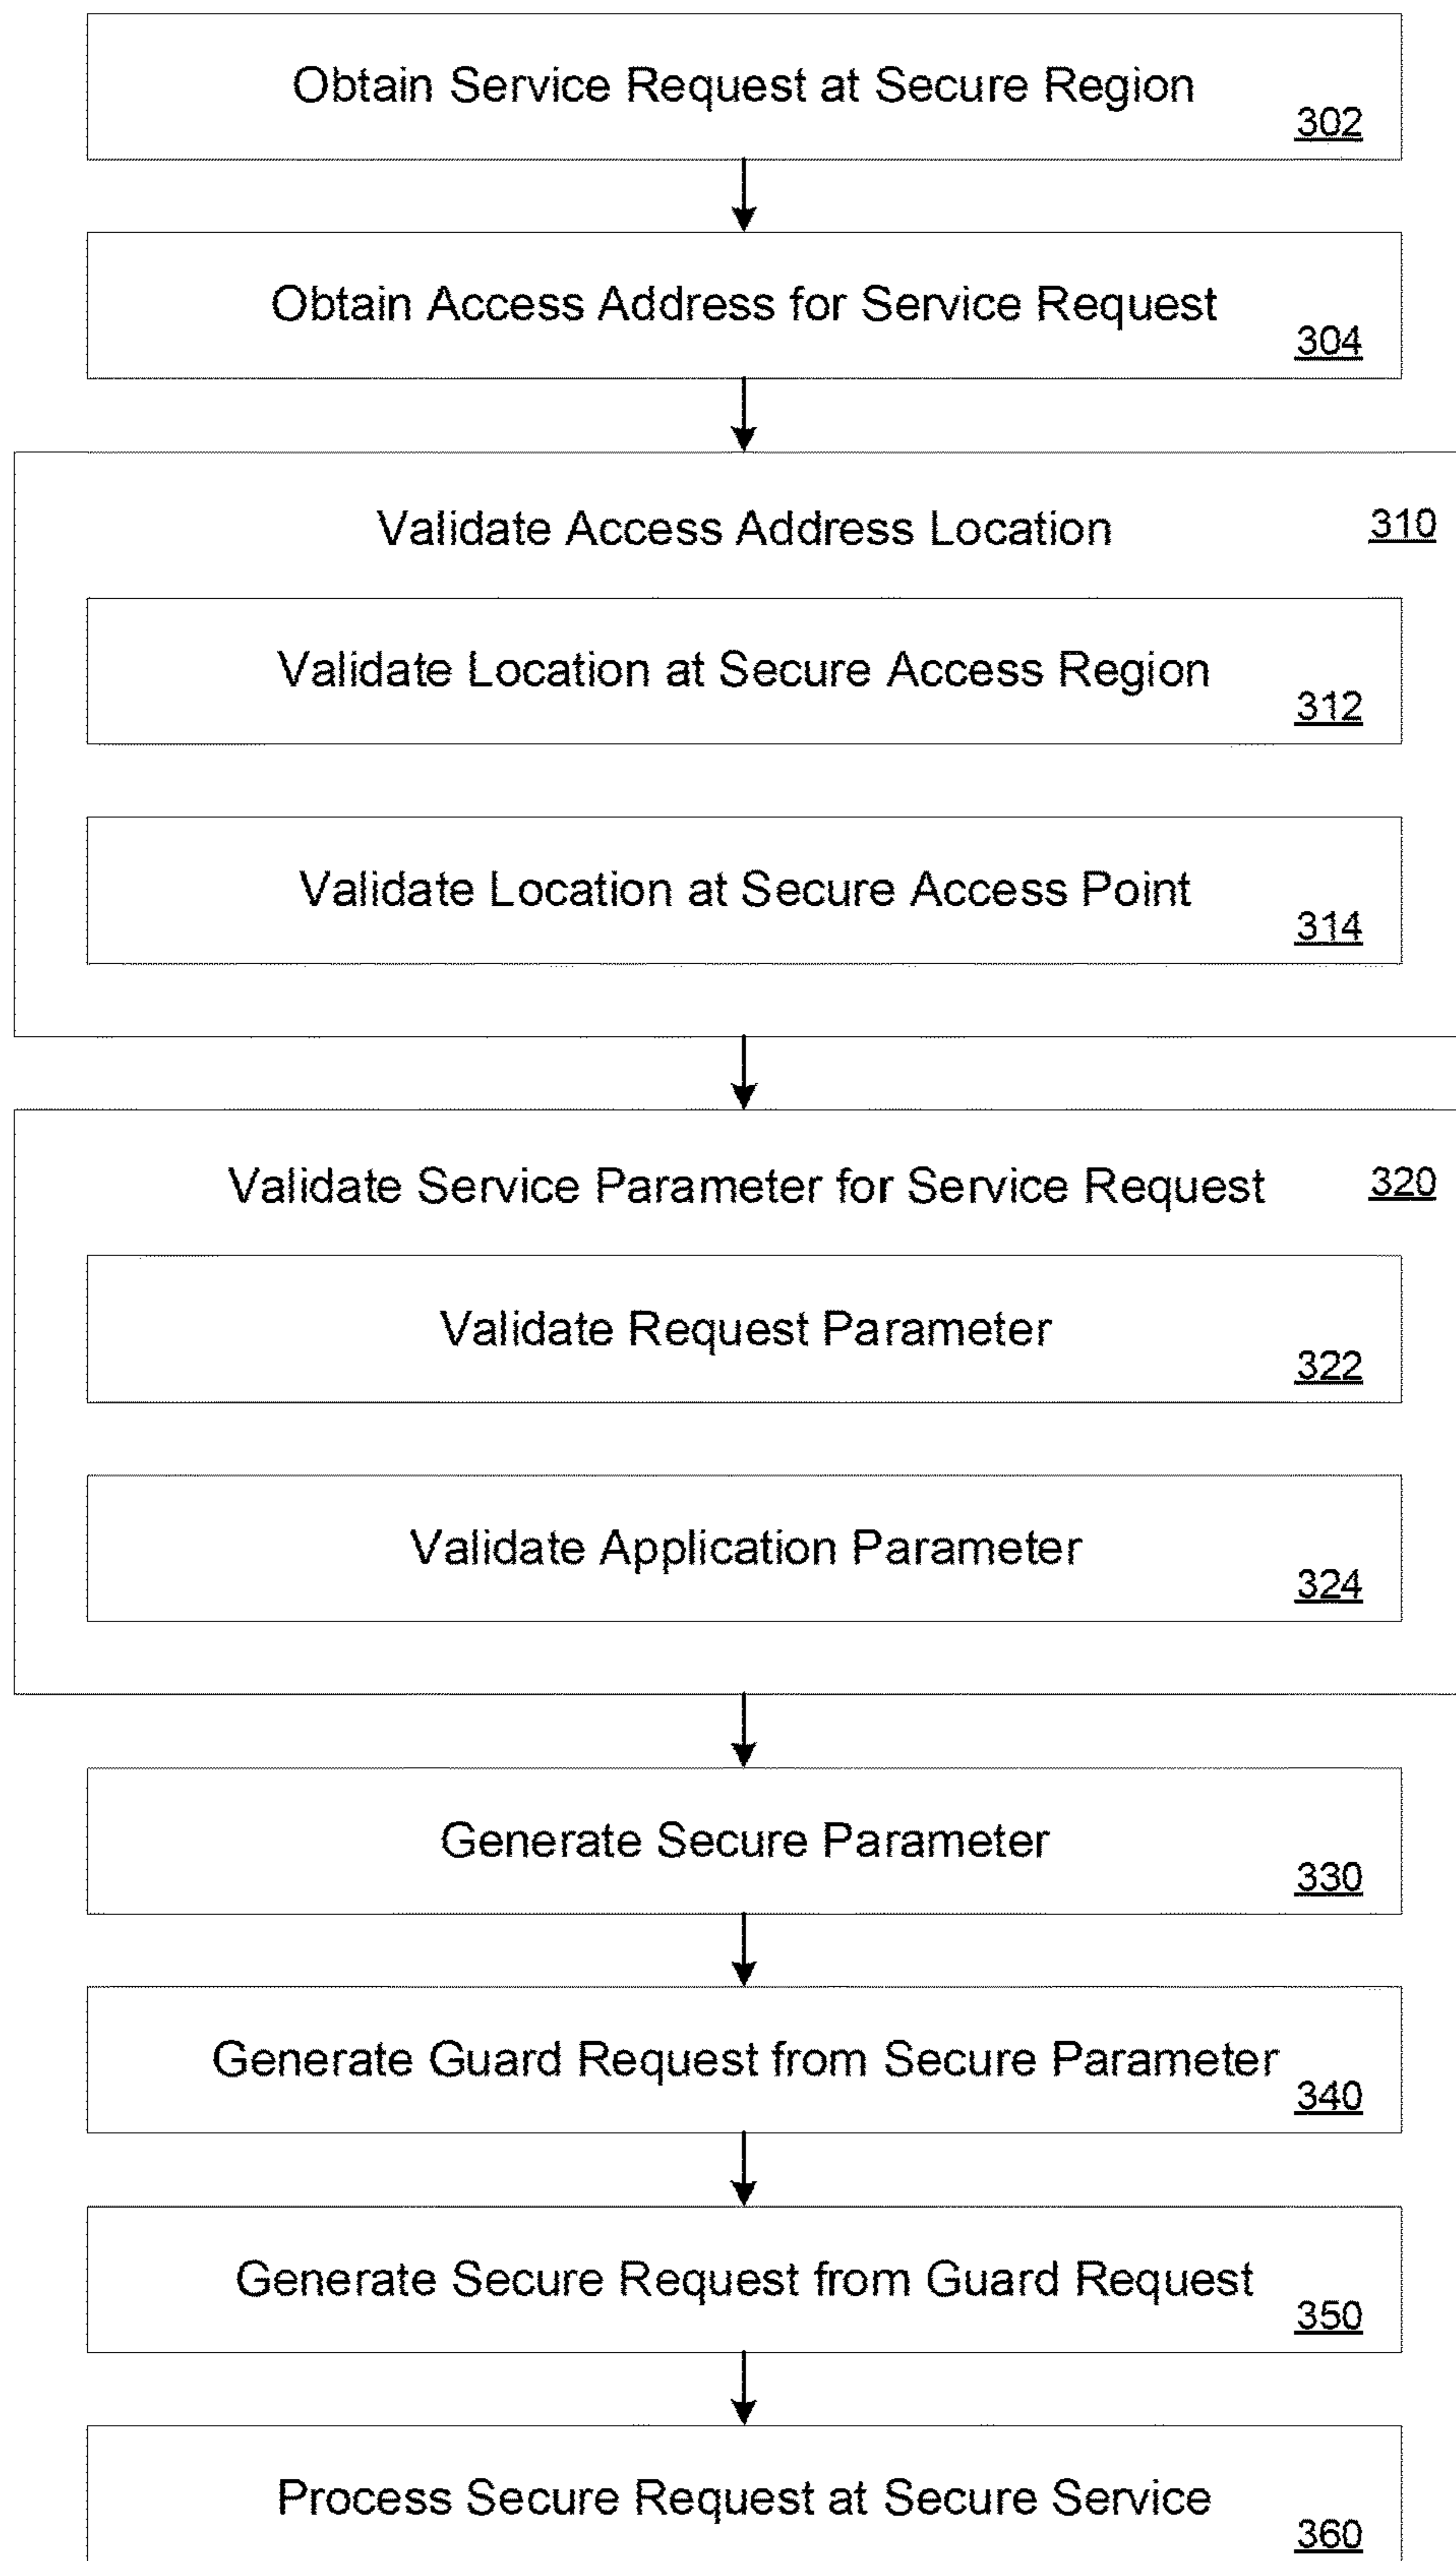 Obtain Service Request at Secure Region
302
Obtain Access Address for Service Request
304
Validate Access Address Location 310
Validate Location at Secure Access Region
312
Validate Location at Secure Access Point
314
Validate Service Parameter for Service Request 320
Validate Request Parameter
322
Validate Application Parameter
324
Generate Secure Parameter
330
Generate Guard Request from Secure Parameter
340
Generate Secure Request from Guard Request
350
Process Secure Request at Secure Service
360